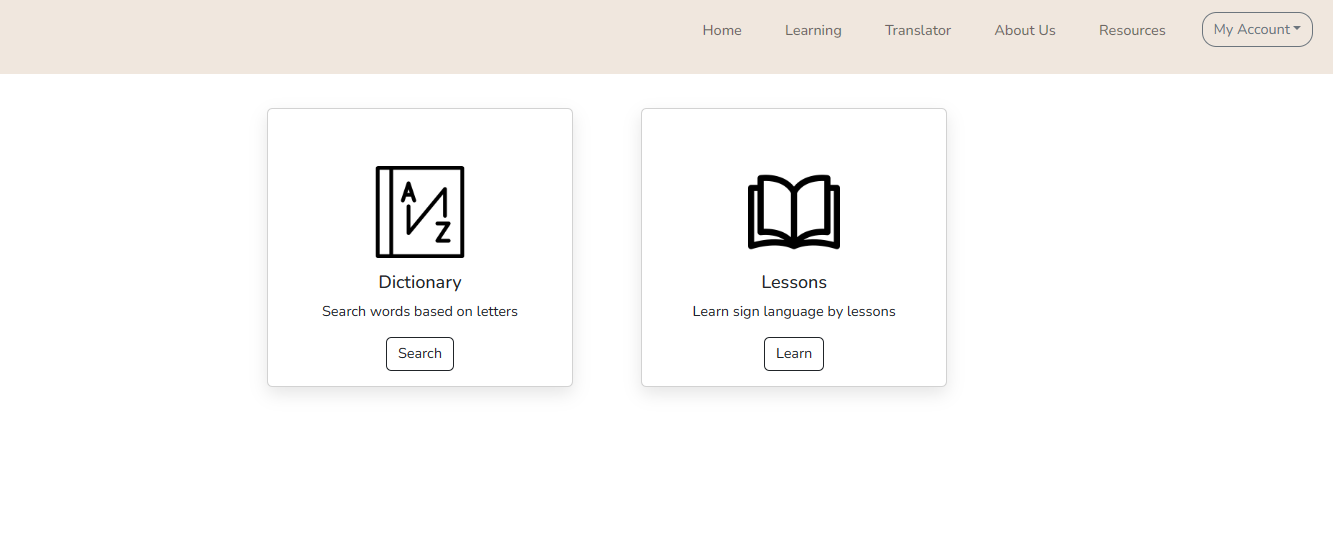 Home Learning Translator About Us Resources My Account
A
Z
Dictionary
Search words based on letters
Search
Lessons
Learn sign language by lessons
Learn